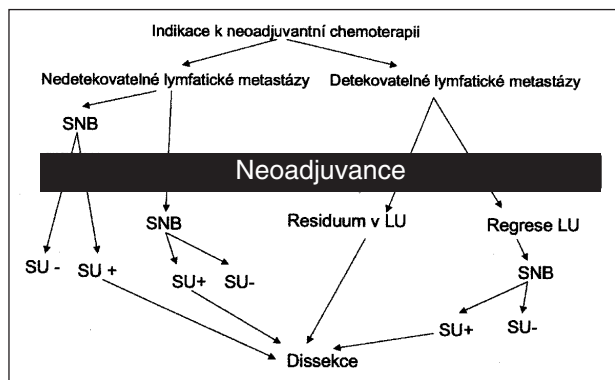 Indikace k neoadjuvantní chemoterapii
Nedetekovatelné lymfatické metastázy
Detekovatelné lymfatické metastázy
SNB
Neoadjuvance
SNB
Residuum v LU
Regrese LU
SU -
SU +
SU+
SU-
SNB
SU+
SU-
Dissekce